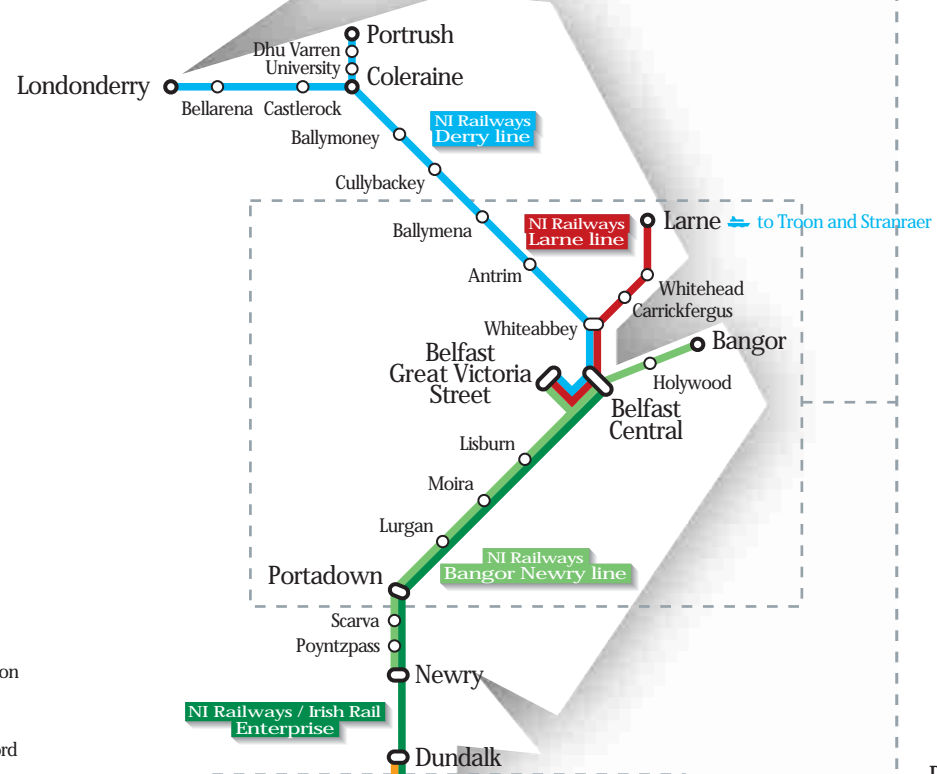 Portrush
Dhu Varren
University
Londonderry
Coleraine
Bellarena
Castlerock
NI Railways
Derry line
Ballymoney
Cullybackey
Ballymena
NI Railways
Larne line
Larne
to Troon and Stranraer
Antrim
Whitehead
Carrickfergus
Whiteabbey
Bangor
Belfast
Great Victoria
Street
Holywood
Belfast
Central
Lisburn
Moira
Lurgan
NI Railways
Bangor Newry line
Portadown
Scarva
Poyntzpass
on
Newry
NI Railways / Irish Rail
Enterprise
ord
Dundalk